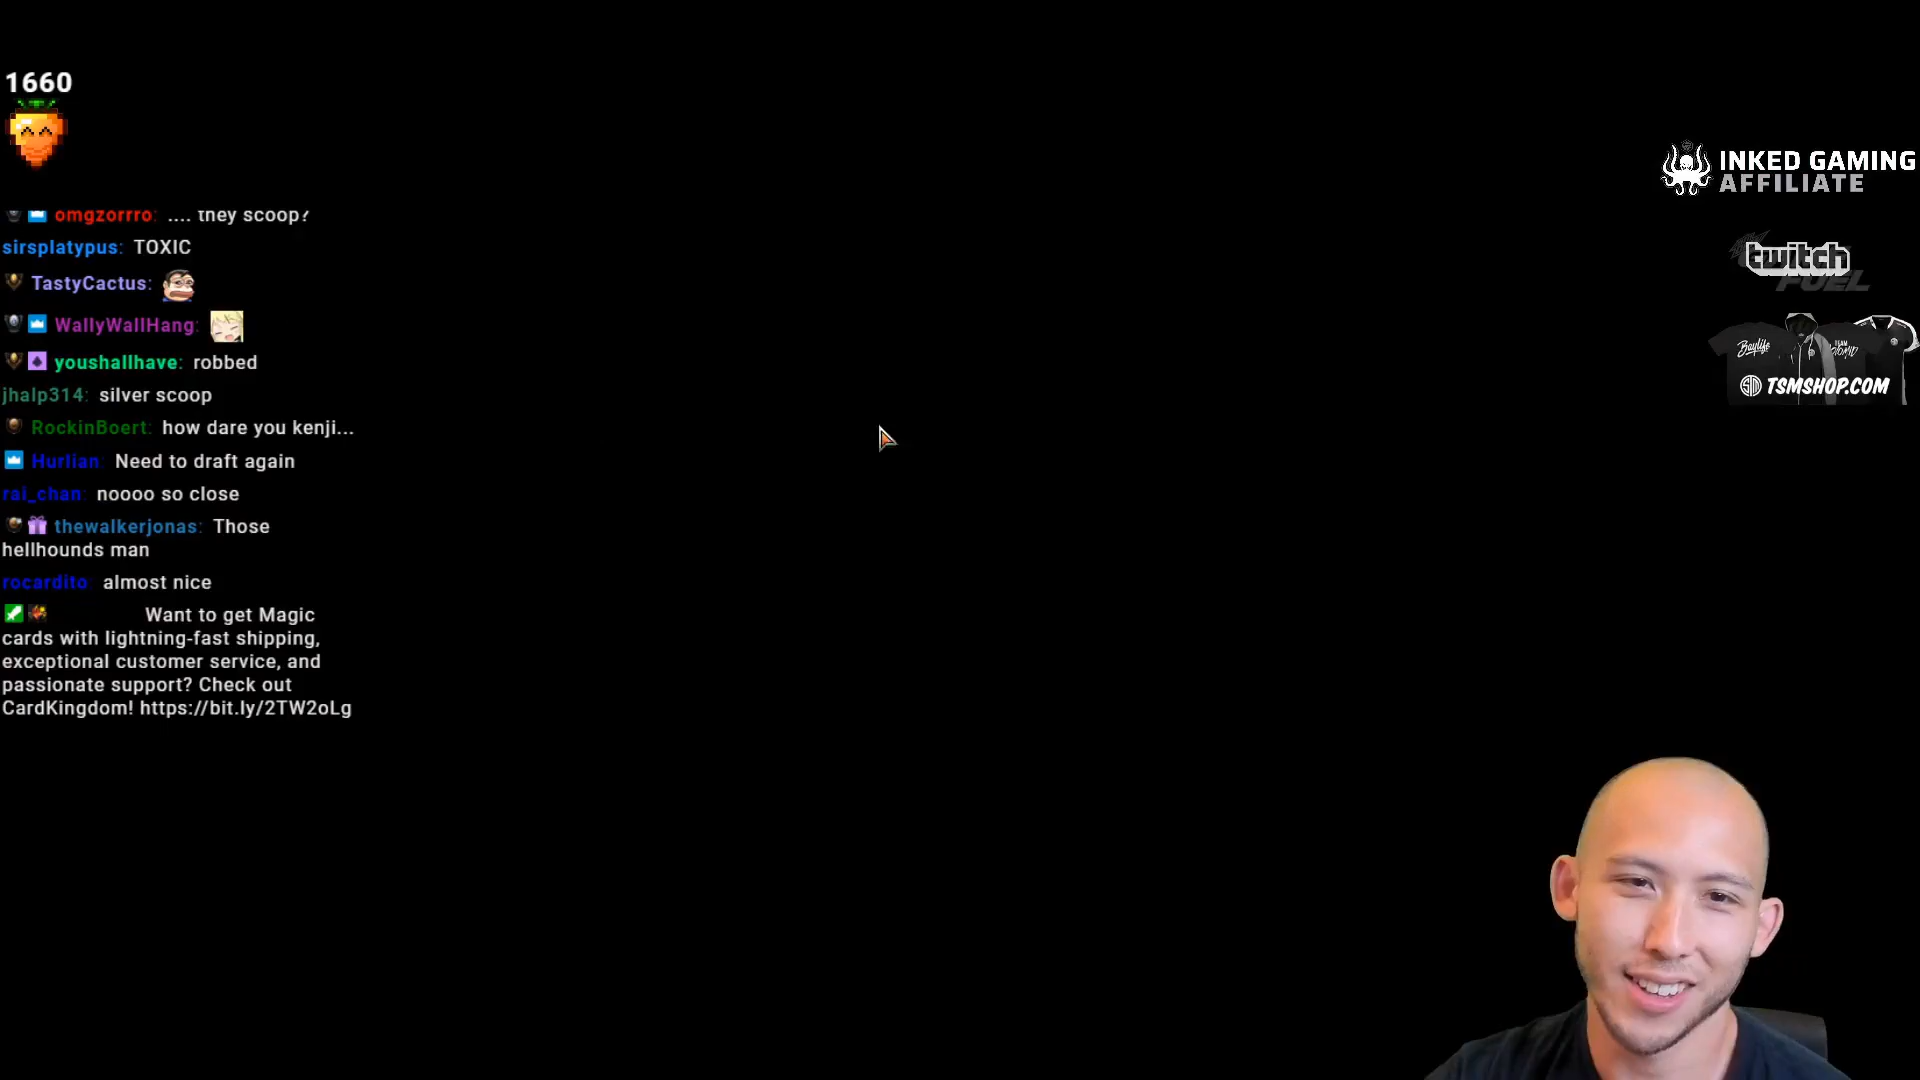 1660
omgzorrro: .... they scoop?
sirsplatypus: TOXIC
TastyCactus:
WallyWallHang:
youshallhave: robbed
jhalp314: silver scoop
RockinBoert: how dare you kenji...
Hurlian: Need to draft again
rai_chan: noooo so close
thewalkerjonas: Those
hellhounds man
rocardito: almost nice
Want to get Magic
cards with lightning-fast shipping,
exceptional customer service, and
passionate support? Check out
CardKingdom! https://bit.ly/2TW2oLg
INKED GAMING
AFFILIATE
twitch
FUEL
Baylife
TSMSHOP.COM